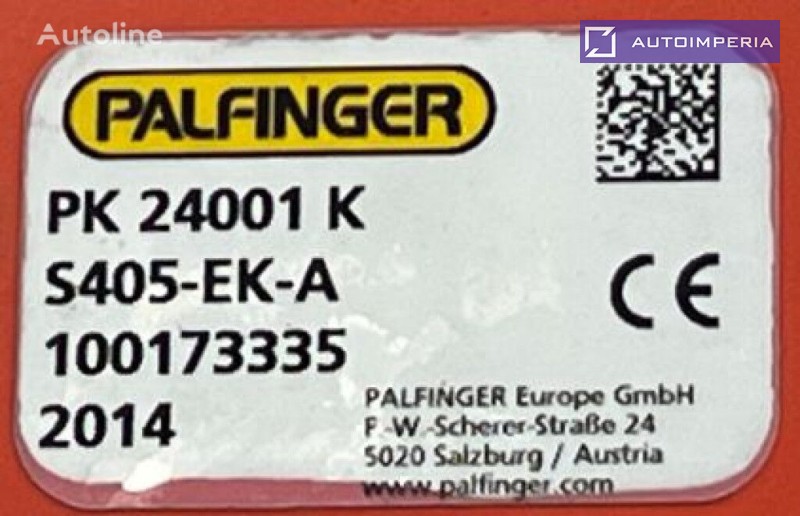 Autoline
AUTOIMPERIA
PALFINGER
PK 24001 K
S405-EK-A
100173335
2014
CE
PALFINGER Europe GmbH
F.-W.-Scherer-Straße 24
5020 Salzburg / Austria
www.palfinger.com